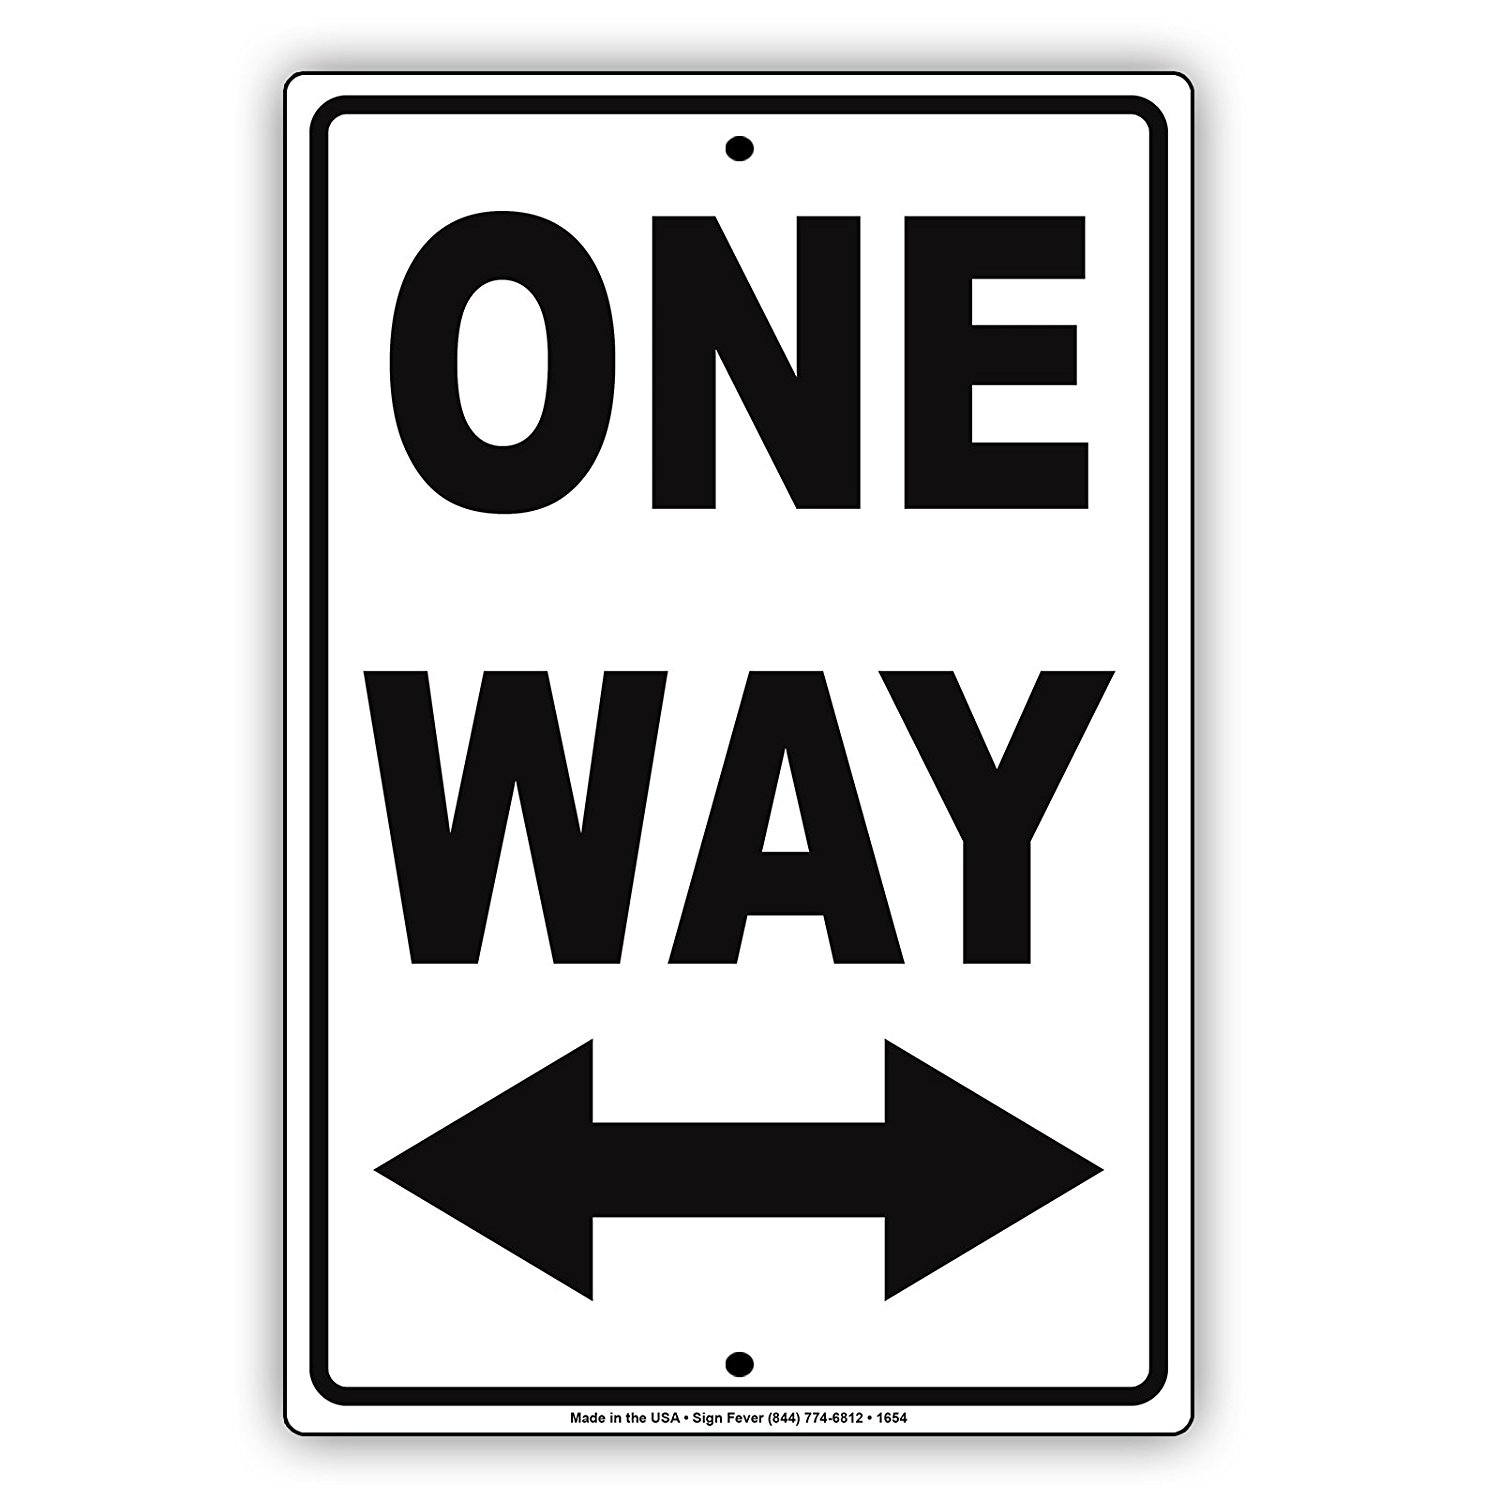 ONE
WAY
Made in the USA • Sign Fever (844) 774-6812 • 1654